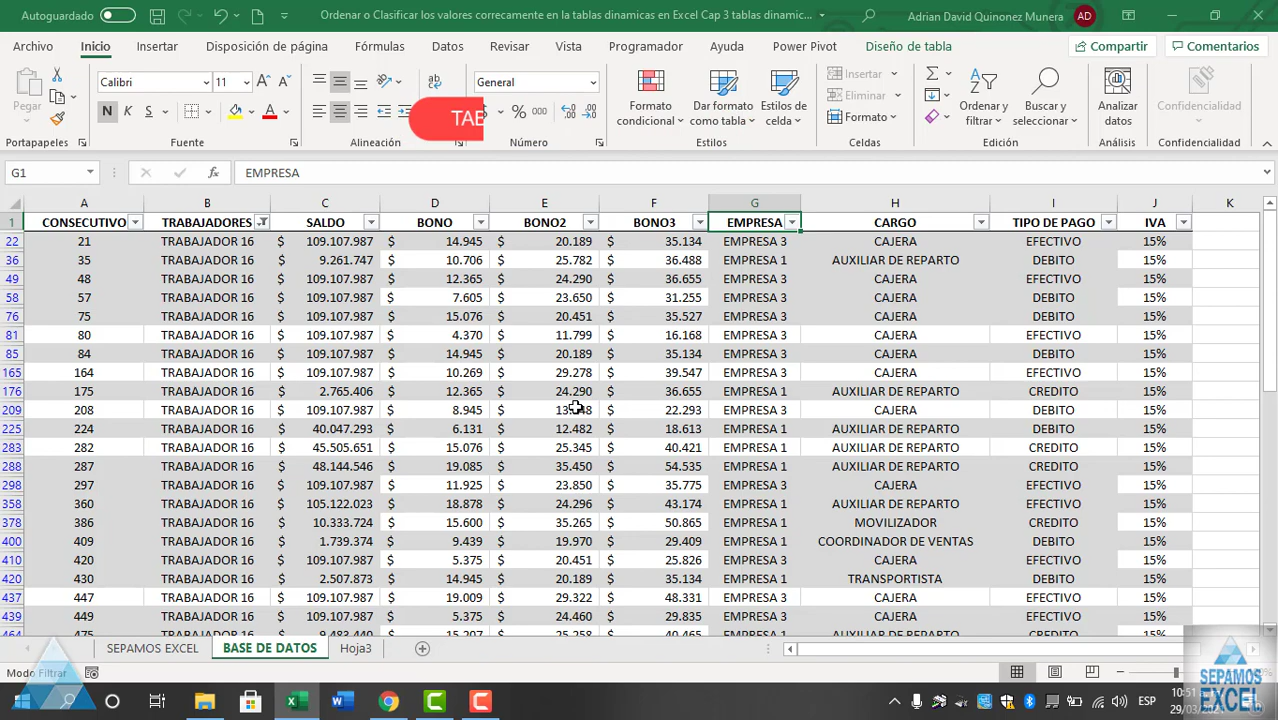 Autoguardado
Ordenar o Clasificar los valores correcamente en la tablas dinamicas en Excel Cap 3 tablas dinamic...
Adrian David Quinonez Munera AD
Archivo Inicio Insertar Disposición de página Fórmulas Datos Revisar Vista Programador Ayuda Power Pivot Diseño de tabla Compartir Comentarios
Pegar Calibri 11 General Formato condicional Dar formato como tabla Estilos de celda Insertar Eliminar Formato Ordenar y filtrar Buscar y seleccionar Analizar datos Confidencialidad
N K S TAB % 000
Portapapeles Fuente Alineación Número Estilos Celdas Edición Análisis Confidencialidad
G1 fx EMPRESA
A B C D E F G H I J K
1 CONSECUTIVO TRABAJADORES SALDO BONO BONO2 BONO3 EMPRESA CARGO TIPO DE PAGO IVA
22 21 TRABAJADOR 16 $ 109.107.987 $ 14.945 $ 20.189 $ 35.134 EMPRESA 3 CAJERA EFECTIVO 15%
36 35 TRABAJADOR 16 $ 9.261.747 $ 10.706 $ 25.782 $ 36.488 EMPRESA 1 AUXILIAR DE REPARTO DEBITO 15%
49 48 TRABAJADOR 16 $ 109.107.987 $ 12.365 $ 24.290 $ 36.655 EMPRESA 3 CAJERA EFECTIVO 15%
58 57 TRABAJADOR 16 $ 109.107.987 $ 7.605 $ 23.650 $ 31.255 EMPRESA 3 CAJERA DEBITO 15%
76 75 TRABAJADOR 16 $ 109.107.987 $ 15.076 $ 20.451 $ 35.527 EMPRESA 3 CAJERA DEBITO 15%
81 80 TRABAJADOR 16 $ 109.107.987 $ 4.370 $ 11.799 $ 16.168 EMPRESA 3 CAJERA EFECTIVO 15%
85 84 TRABAJADOR 16 $ 109.107.987 $ 14.945 $ 20.189 $ 35.134 EMPRESA 3 CAJERA DEBITO 15%
165 164 TRABAJADOR 16 $ 109.107.987 $ 10.269 $ 29.278 $ 39.547 EMPRESA 3 CAJERA EFECTIVO 15%
176 175 TRABAJADOR 16 $ 2.765.406 $ 12.365 $ 24.290 $ 36.655 EMPRESA 1 AUXILIAR DE REPARTO CREDITO 15%
209 208 TRABAJADOR 16 $ 109.107.987 $ 8.945 $ $ 22.293 EMPRESA 3 CAJERA DEBITO 15%
225 224 TRABAJADOR 16 $ 40.047.293 $ 6.131 $ 12.482 $ 18.613 EMPRESA 1 AUXILIAR DE REPARTO DEBITO 15%
283 282 TRABAJADOR 16 $ 45.505.651 $ 15.076 $ 25.345 $ 40.421 EMPRESA 1 AUXILIAR DE REPARTO CREDITO 15%
288 287 TRABAJADOR 16 $ 48.144.546 $ 19.085 $ 35.450 $ 54.535 EMPRESA 1 AUXILIAR DE REPARTO CREDITO 15%
298 297 TRABAJADOR 16 $ 109.107.987 $ 11.925 $ 23.850 $ 35.775 EMPRESA 3 CAJERA EFECTIVO 15%
358 360 TRABAJADOR 16 $ 105.122.023 $ 18.878 $ 24.296 $ 43.174 EMPRESA 1 AUXILIAR DE REPARTO CREDITO 15%
378 386 TRABAJADOR 16 $ 10.333.724 $ 15.600 $ 35.265 $ 50.865 EMPRESA 1 MOVILIZADOR CREDITO 15%
400 409 TRABAJADOR 16 $ 1.739.374 $ 9.439 $ 19.970 $ 29.409 EMPRESA 1 COORDINADOR DE VENTAS CREDITO 15%
410 420 TRABAJADOR 16 $ 109.107.987 $ 5.375 $ 20.451 $ 25.826 EMPRESA 3 CAJERA EFECTIVO 15%
420 430 TRABAJADOR 16 $ 2.507.873 $ 14.945 $ 20.189 $ 35.134 EMPRESA 1 TRANSPORTISTA DEBITO 15%
437 447 TRABAJADOR 16 $ 109.107.987 $ 19.009 $ 29.322 $ 48.331 EMPRESA 3 CAJERA EFECTIVO 15%
439 449 TRABAJADOR 16 $ 109.107.987 $ 5.375 $ 24.460 $ 29.835 EMPRESA 3 CAJERA EFECTIVO 15%
464 475 TRABAJADOR 16 $ 9.483.440 $ 15.207 $ 25.258 $ 40.465 EMPRESA 1 AUXILIAR DE REPARTO CREDITO 15%
SEPAMOS EXCEL BASE DE DATOS Hoja3
Modo Filtrar
ESP 10:51 a.
29/03/202
SEPAMOS
EXCEL